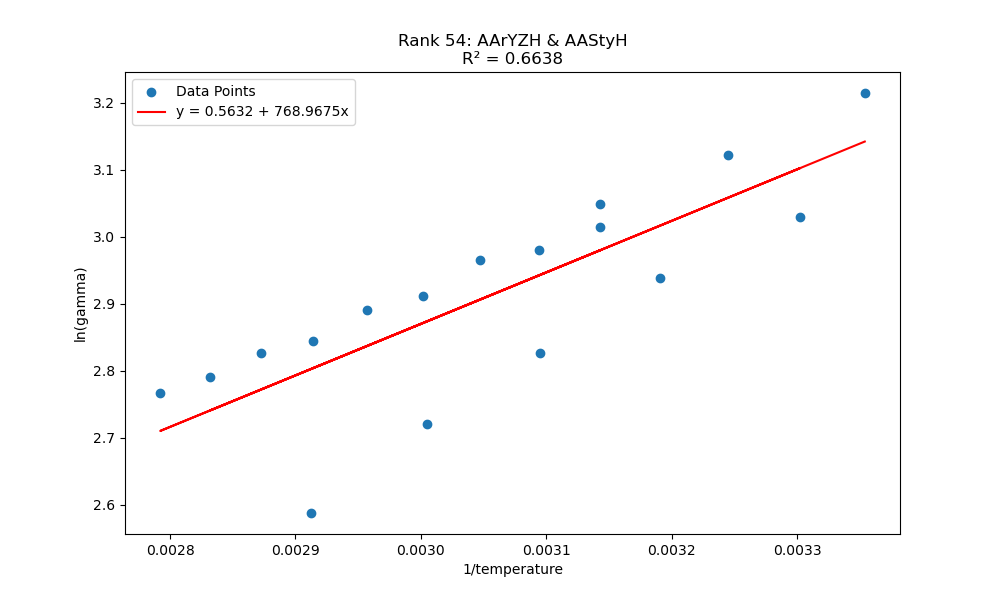 Rank 54: AArYZH & AAStyH
R² = 0.6638
Data Points
y = 0.5632 + 768.9675x
3.2
3.1
3.0
2.9
2.8
2.7
2.6
ln(gamma)
0.0028 0.0029 0.0030 0.0031 0.0032 0.0033
1/temperature